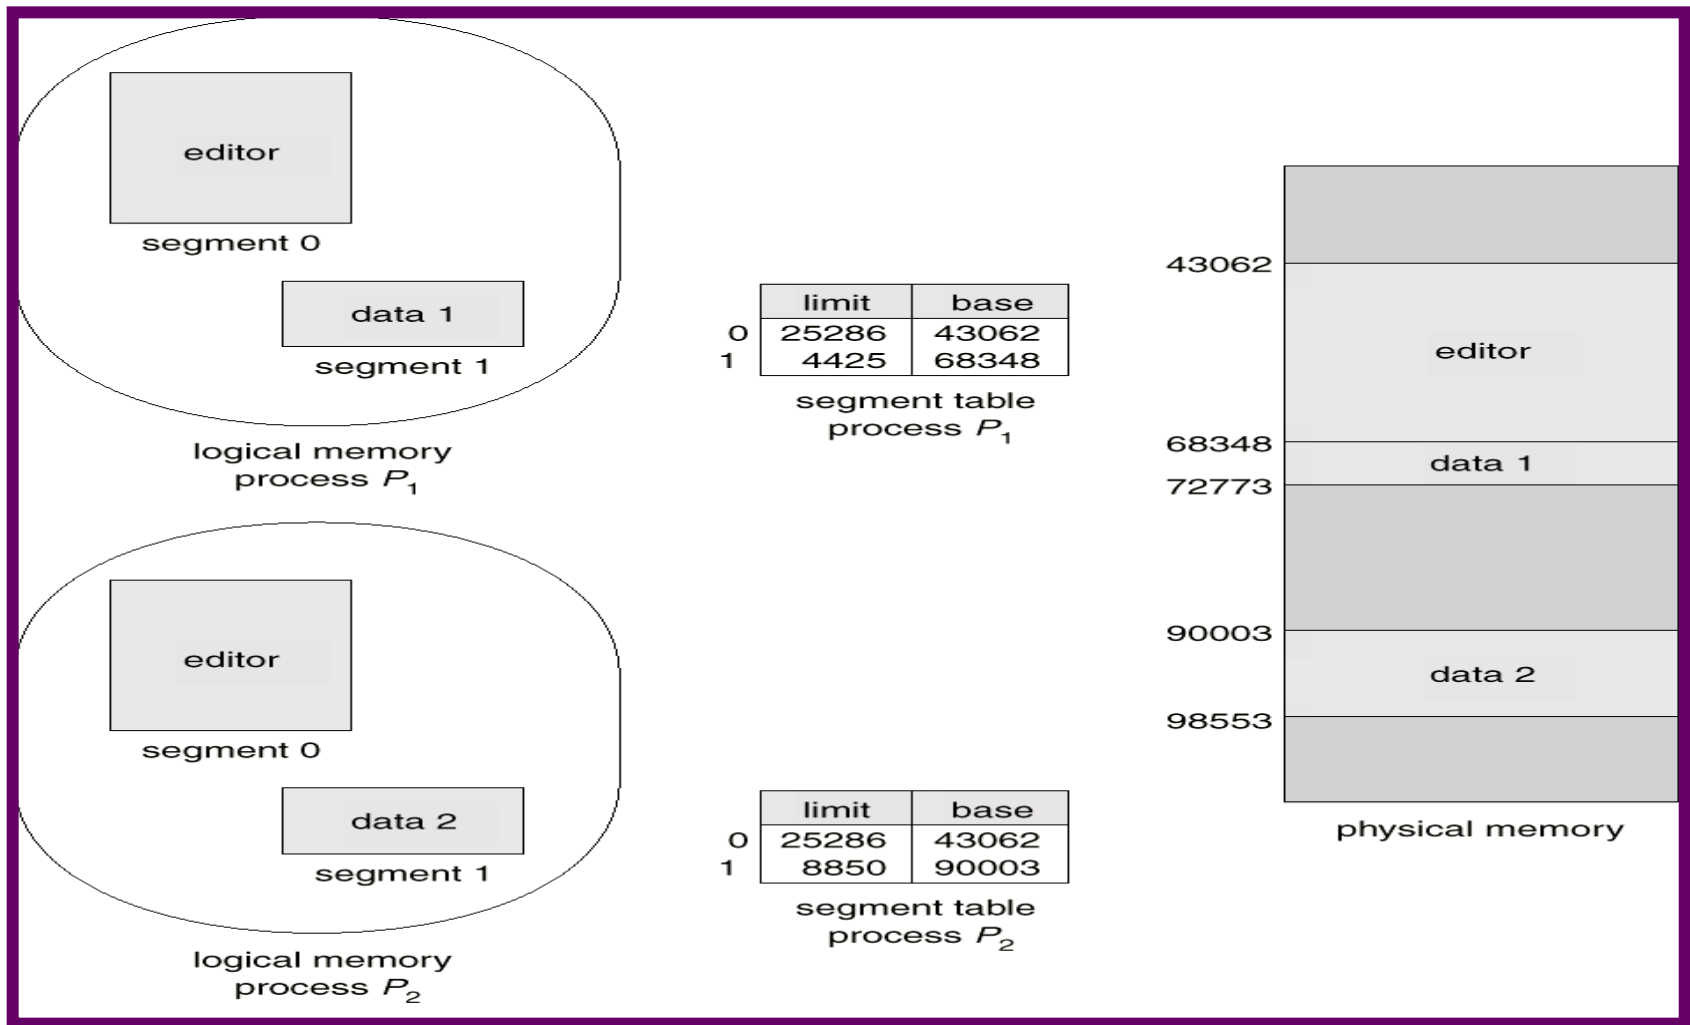 editor
segment 0
data 1
segment 1
logical memory
process P1
limit base
0 25286 43062
1 4425 68348
segment table
process P1
editor
segment 0
data 2
segment 1
logical memory
process P2
limit base
0 25286 43062
1 8850 90003
segment table
process P2
43062
editor
68348
data 1
72773
90003
data 2
98553
physical memory